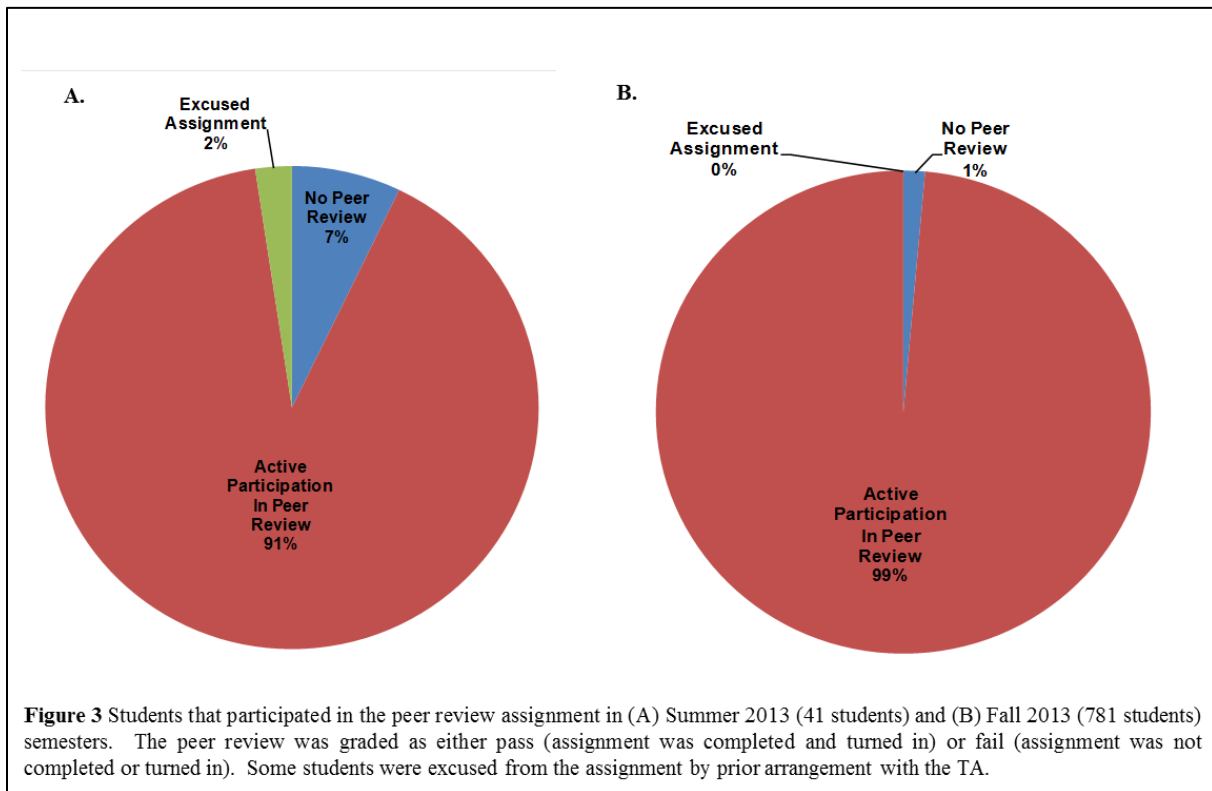 A.
Excused
Assignment
2%
No Peer
Review
7%
Active
Participation
In Peer
Review
91%
B.
Excused
Assignment
0%
No Peer
Review
1%
Active
Participation
In Peer
Review
99%
Figure 3 Students that participated in the peer review assignment in (A) Summer 2013 (41 students) and (B) Fall 2013 (781 students)
semesters. The peer review was graded as either pass (assignment was completed and turned in) or fail (assignment was not
completed or turned in). Some students were excused from the assignment by prior arrangement with the TA.